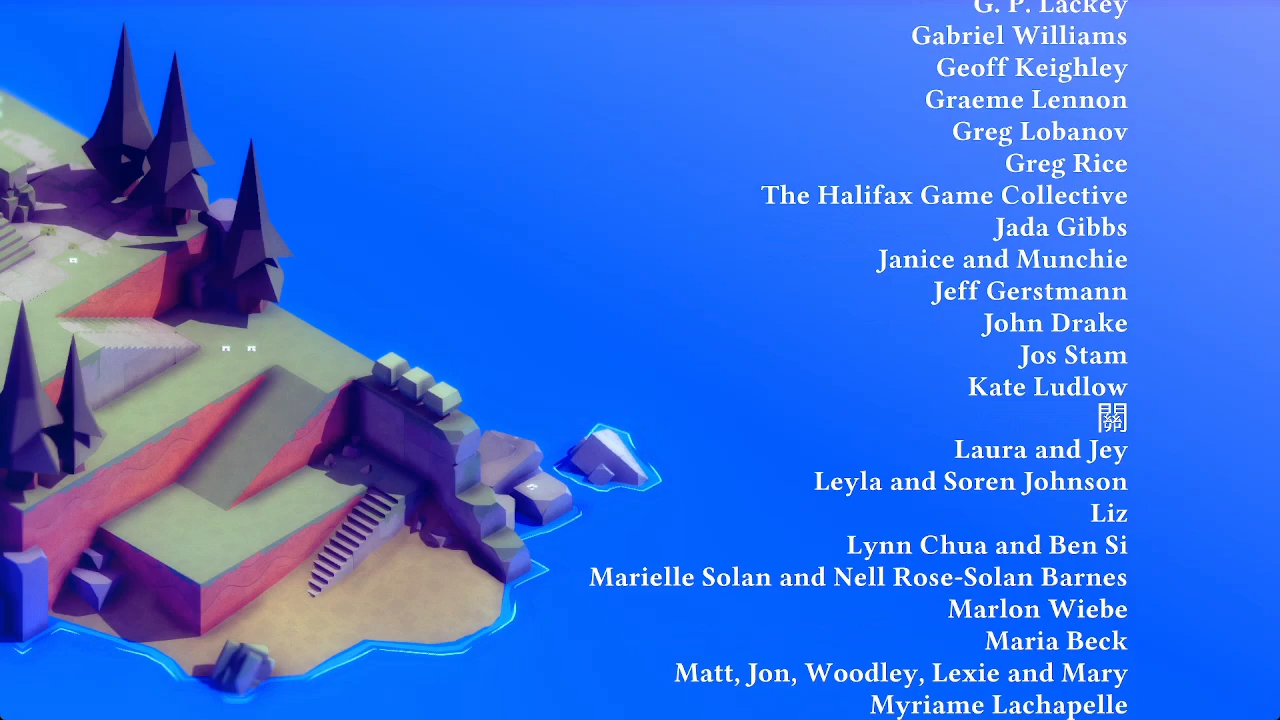 G. P. Lackey
Gabriel Williams
Geoff Keighley
Graeme Lennon
Greg Lobanov
Greg Rice
The Halifax Game Collective
Jada Gibbs
Janice and Munchie
Jeff Gerstmann
John Drake
Jos Stam
Kate Ludlow
關
Laura and Jey
Leyla and Soren Johnson
Liz
Lynn Chua and Ben Si
Marielle Solan and Nell Rose-Solan Barnes
Marlon Wiebe
Maria Beck
Matt, Jon, Woodley, Lexie and Mary
Myriame Lachapelle